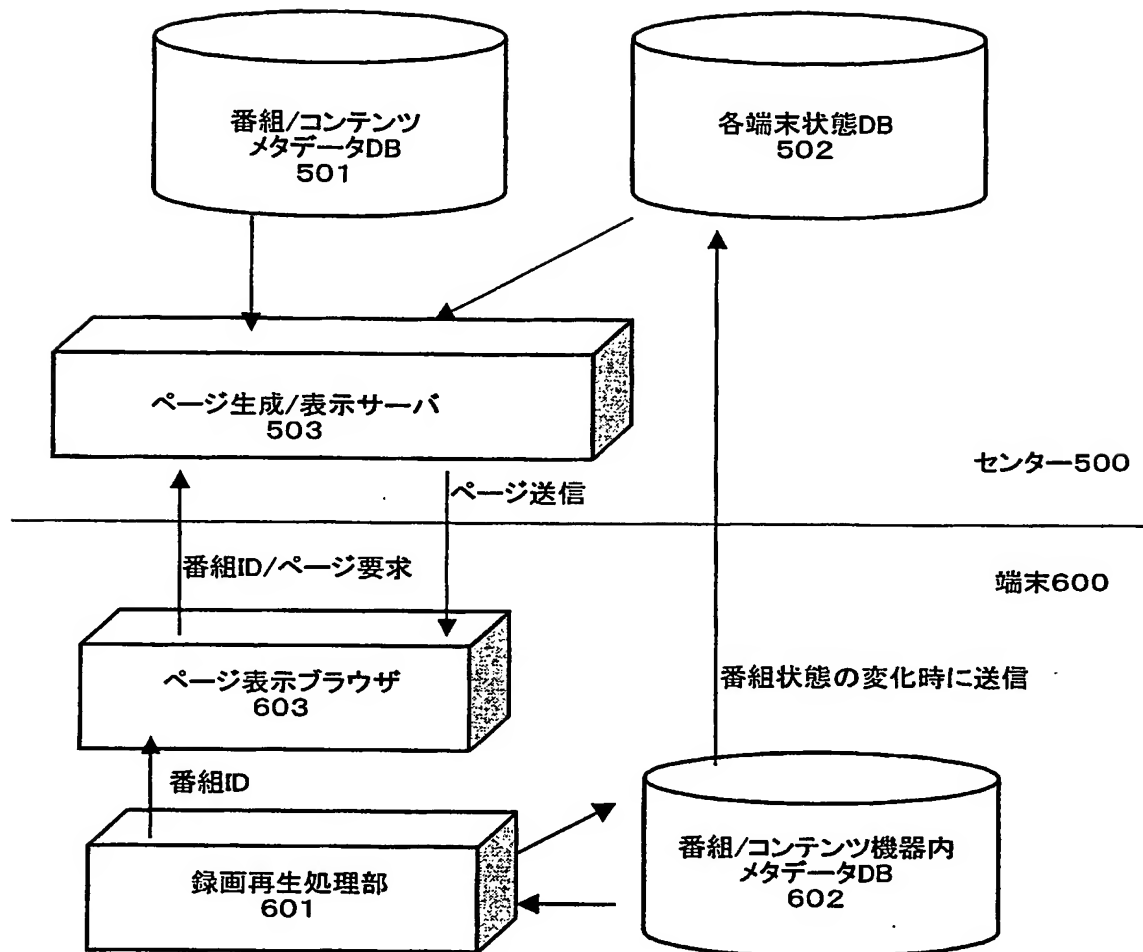 番組/コンテンツ
メタデータDB
501
各端末状態DB
502
ページ生成/表示サーバ
503
センター500
ページ送信
番組ID/ページ要求
端末600
ページ表示ブラウザ
603
番組状態の変化時に送信
番組ID
録画再生処理部
601
番組/コンテンツ機器内
メタデータDB
602